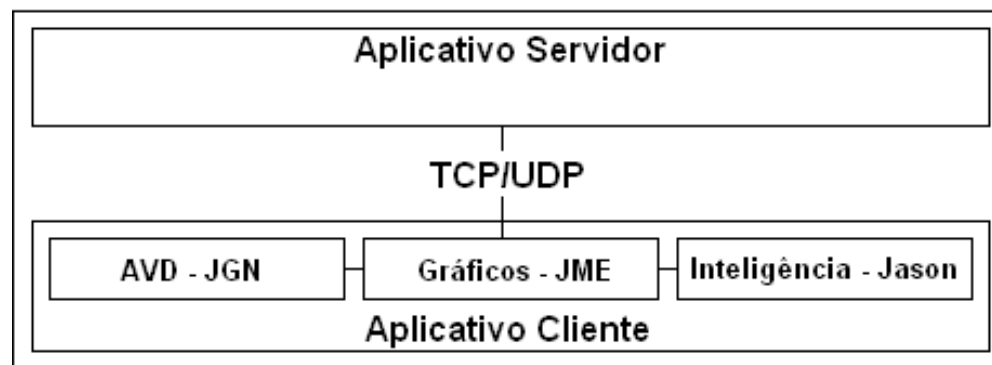 Aplicativo Servidor
TCP/UDP
AVD - JGN
Gráficos - JME
Inteligência - Jason
Aplicativo Cliente